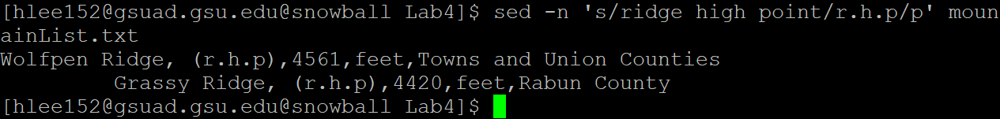 [hlee152@gsuad.gsu.edu@snowball Lab4]$ sed -n 's/ridge high point/r.h.p/p' moun
ainList.txt
Wolfpen Ridge, (r.h.p),4561,feet,Towns and Union Counties
Grassy Ridge, (r.h.p),4420,feet,Rabun County
[hlee152@gsuad.gsu.edu@snowball Lab4]$